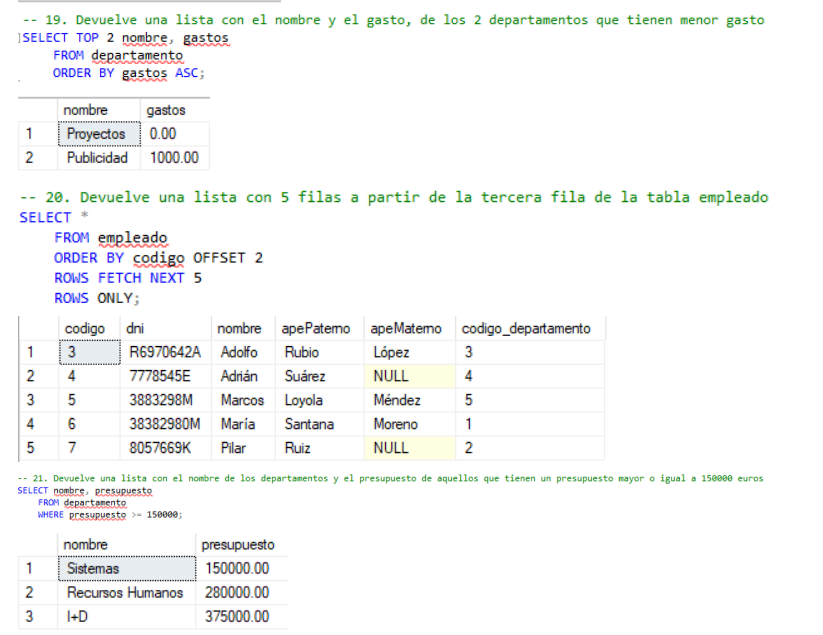 -- 19. Devuelve una lista con el nombre y el gasto, de los 2 departamentos que tienen menor gasto
SELECT TOP 2 nombre, gastos
FROM departamento
ORDER BY gastos ASC;
nombre gastos
1 Proyectos 0.00
2 Publicidad 1000.00
-- 20. Devuelve una lista con 5 filas a partir de la tercera fila de la tabla empleado
SELECT *
FROM empleado
ORDER BY codigo OFFSET 2
ROWS FETCH NEXT 5
ROWS ONLY;
codigo dni nombre apePaterno apeMaterno codigo_departamento
1 3 R6970642A Adolfo Rubio López 3
2 4 7778545E Adrián Suárez NULL 4
3 5 3883298M Marcos Loyola Méndez 5
4 6 38382980M María Santana Moreno 1
5 7 8057669K Pilar Ruiz NULL 2
-- 21. Devuelve una lista con el nombre de los departamentos y el presupuesto de aquellos que tienen un presupuesto mayor o igual a 150000 euros
SELECT nombre, presupuesto
FROM departamento
WHERE presupuesto >= 150000;
nombre presupuesto
1 Sistemas 150000.00
2 Recursos Humanos 280000.00
3 I+D 375000.00